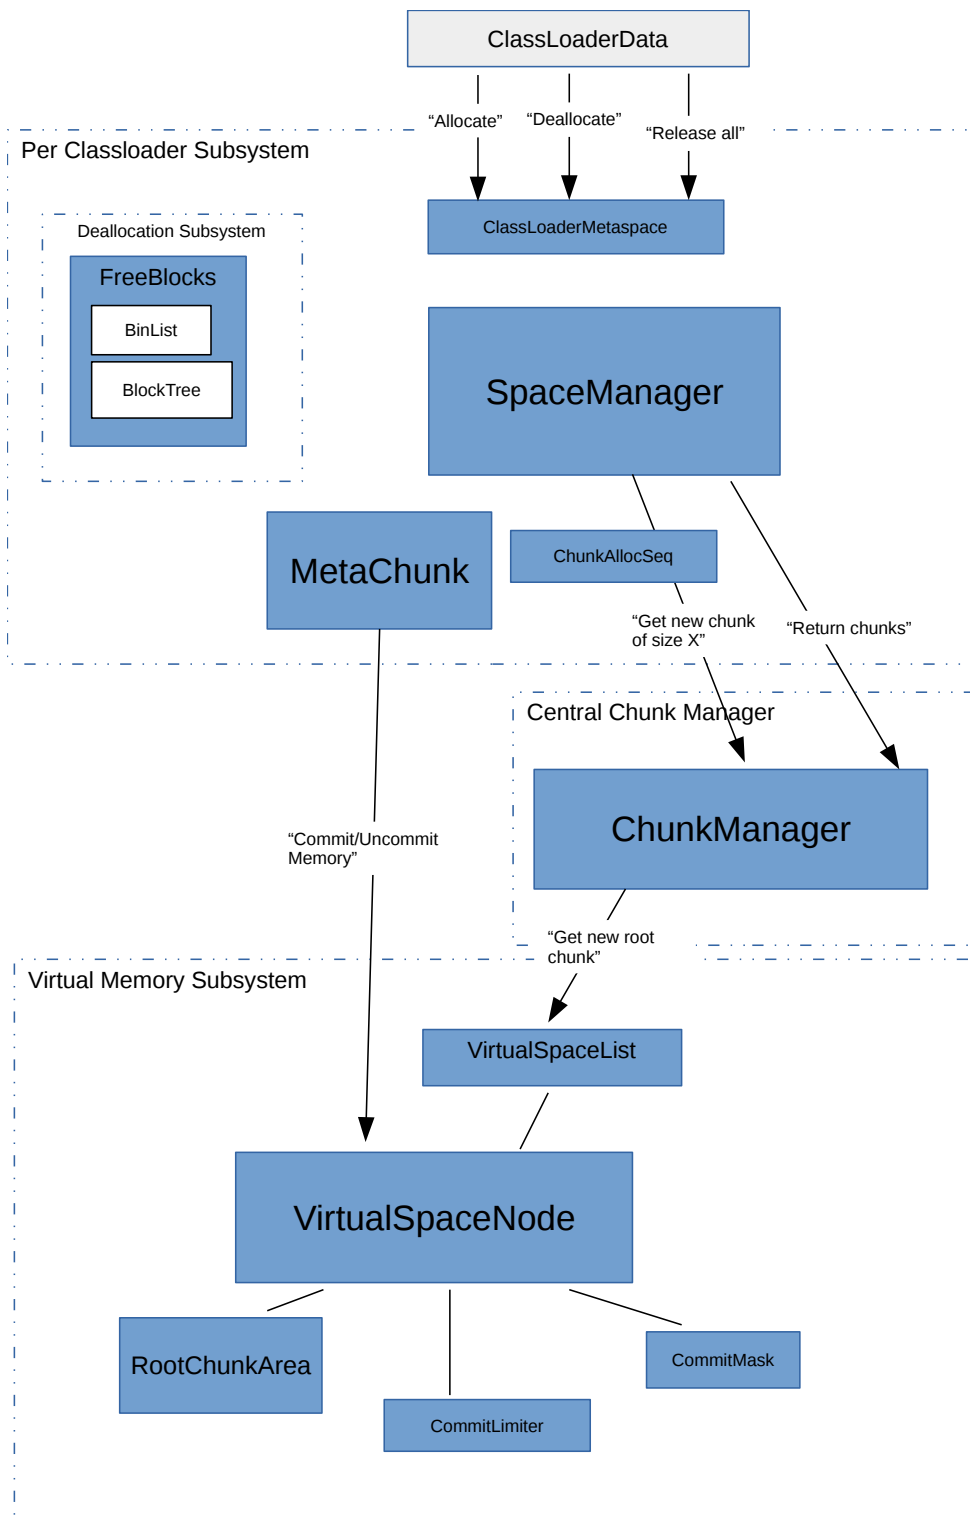 ClassLoaderData
“Allocate”
“Deallocate”
“Release all”
Per Classloader Subsystem
ClassLoaderMetaspace
Deallocation Subsystem
FreeBlocks
BinList
BlockTree
SpaceManager
MetaChunk
ChunkAllocSeq
“Get new chunk
of size X”
“Return chunks”
Central Chunk Manager
ChunkManager
“Commit/Uncommit
Memory”
“Get new root
chunk”
Virtual Memory Subsystem
VirtualSpaceList
VirtualSpaceNode
RootChunkArea
CommitMask
CommitLimiter